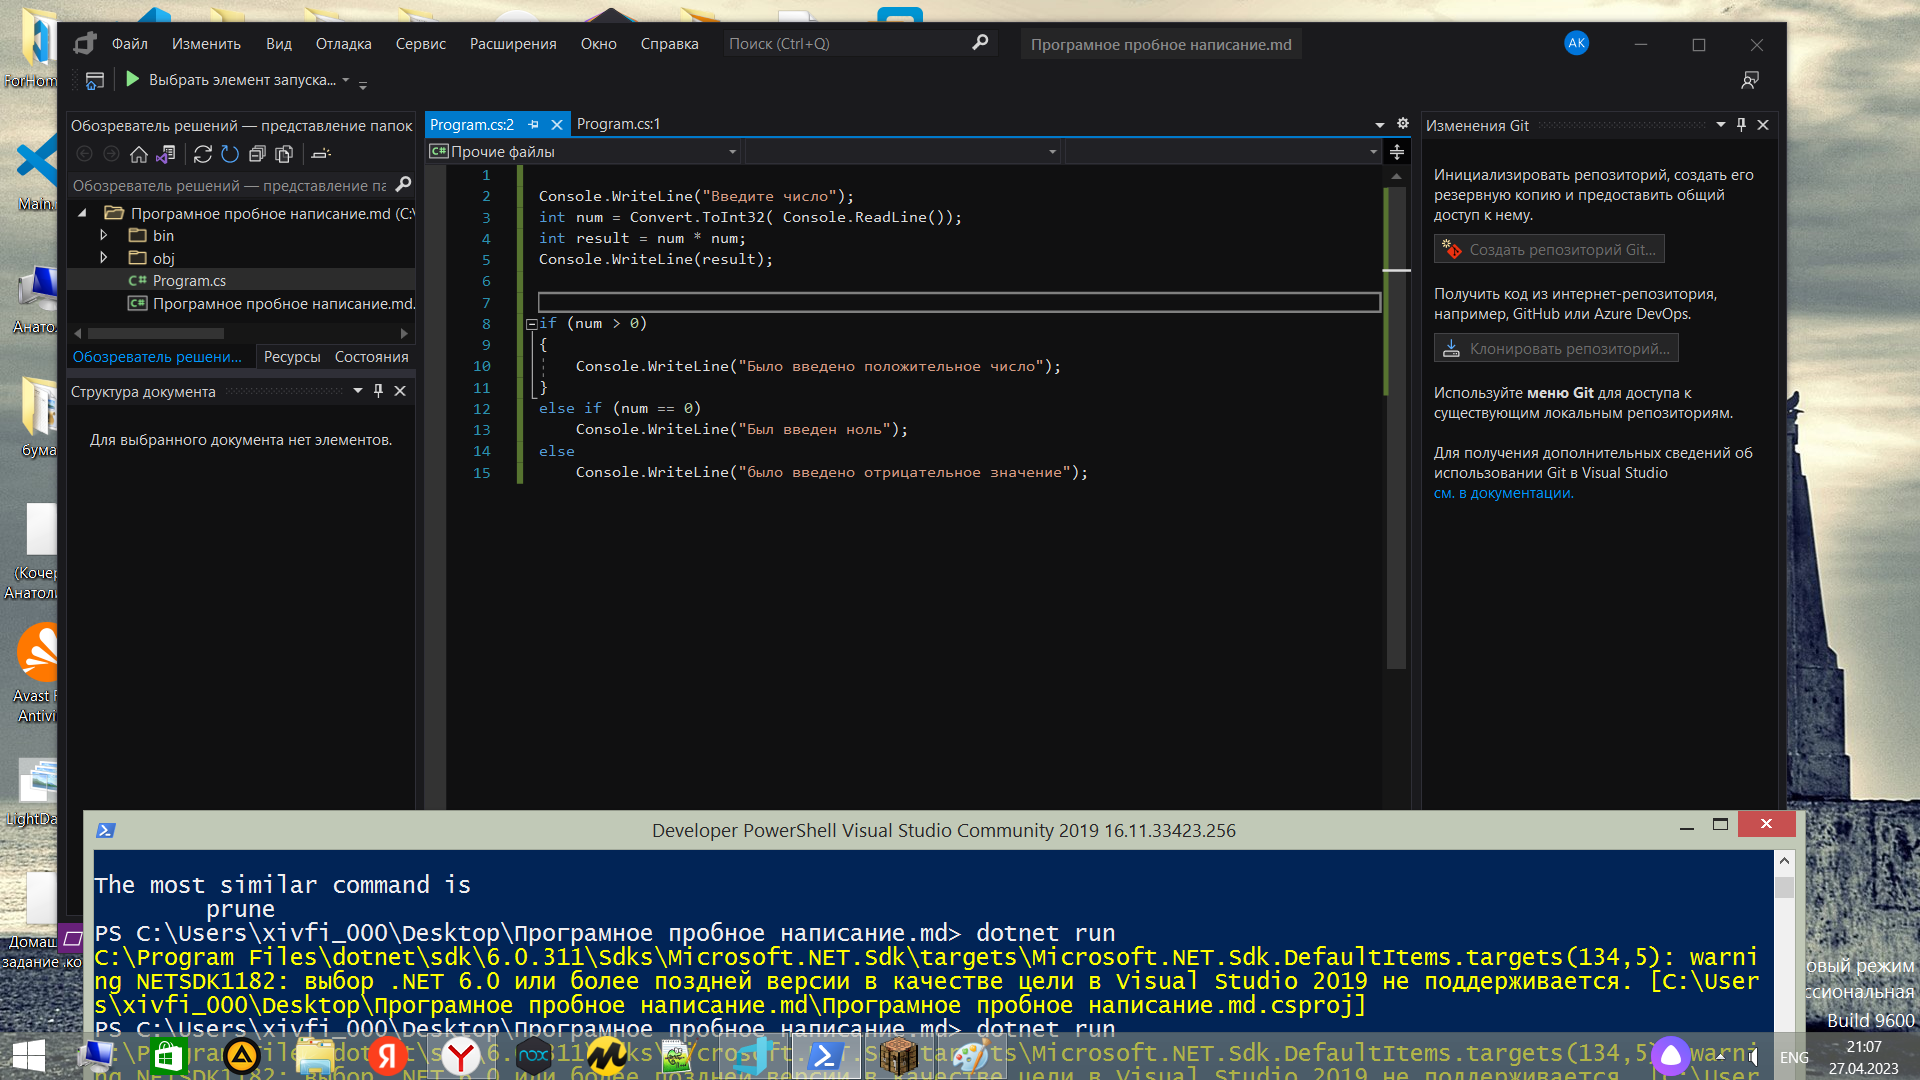 Файл Изменить Вид Отладка Сервис Расширения Окно Справка Поиск (Ctrl+Q) Програмное пробное написание.md AK
Выбрать элемент запуска...
Обозреватель решений — представление папок
Обозреватель решений — представление па
Програмное пробное написание.md (C:\
bin
obj
C# Program.cs
C# Програмное пробное написание.md.
Обозреватель решени... Ресурсы Состояния
Структура документа
Для выбранного документа нет элементов.
Program.cs:2 Program.cs:1
C# Прочие файлы
1
2 Console.WriteLine("Введите число");
3 int num = Convert.ToInt32( Console.ReadLine());
4 int result = num * num;
5 Console.WriteLine(result);
6
7
8 if (num > 0)
9 {
10 Console.WriteLine("Было введено положительное число");
11 }
12 else if (num == 0)
13 Console.WriteLine("Был введен ноль");
14 else
15 Console.WriteLine("было введено отрицательное значение");
Изменения Git
Инициализировать репозиторий, создать его
резервную копию и предоставить общий
доступ к нему.
Создать репозиторий Git...
Получить код из интернет-репозитория,
например, GitHub или Azure DevOps.
Клонировать репозиторий...
Используйте меню Git для доступа к
существующим локальным репозиториям.
Для получения дополнительных сведений об
использовании Git в Visual Studio
см. в документации.
ForHom
Main.
Анато
бума
(Кочер
Анатоли
Avast F
Antivi
LightDa
Домаш
задание .ко
Developer PowerShell Visual Studio Community 2019 16.11.33423.256
The most similar command is
prune
PS C:\Users\xivfi_000\Desktop\Програмное пробное написание.md> dotnet run
C:\Program Files\dotnet\sdk\6.0.311\Sdks\Microsoft.NET.Sdk\targets\Microsoft.NET.Sdk.DefaultItems.targets(134,5): warni
ng NETSDK1182: выбор .NET 6.0 или более поздней версии в качестве цели в Visual Studio 2019 не поддерживается. [C:\User
s\xivfi_000\Desktop\Програмное пробное написание.md\Програмное пробное написание.md.csproj]
PS C:\Users\xivfi_000\Desktop\Програмное пробное написание.md> dotnet run
C:\Program Files\dotnet\sdk\6.0.311\Sdks\Microsoft.NET.Sdk\targets\Microsoft.NET.Sdk.DefaultItems.targets(134,5)
овый режим
ссиональная
Build 9600
Я
Y
nox
ENG
21:07
27.04.2023